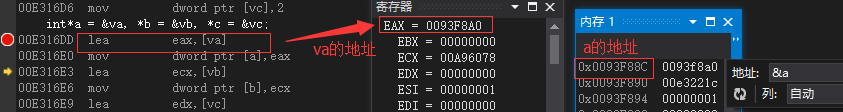 00E316D6 mov dword ptr [vc],2
int*a = &va, *b = &vb, *c = &vc;
00E316DD lea eax,[va]
00E316E0 mov dword ptr [a],eax
00E316E3 lea ecx,[vb]
00E316E6 mov dword ptr [b],ecx
00E316E9 lea edx,[vc]
寄存器
EAX = 0093F8A0
EBX = 00000000
ECX = 00A96078
EDX = 00000000
ESI = 00000001
EDI = 00000000
va的地址
内存 1
a的地址
0x0093F88C 0093f8a0
0x0093F890 00e3221c
0x0093F894 00000001
0x0093F898 00000000
地址: &a
列: 自动